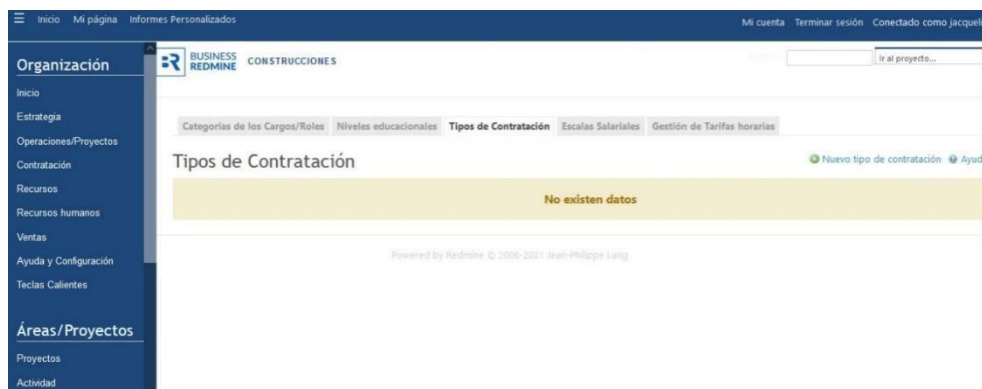 Inicio Mi página Informes Personalizados
Mi cuenta Terminar sesión Conectado como jacqueli
Organización
Inicio
Estrategia
Operaciones/Proyectos
Contratación
Recursos
Recursos humanos
Ventas
Ayuda y Configuración
Teclas Calientes
Áreas/Proyectos
Proyectos
Actividad
BUSINESS
REDMINE
CONSTRUCCIONES
Ir al proyecto...
Categorías de los Cargos/Roles Niveles educacionales Tipos de Contratación Escalas Salariales Gestión de Tarifas horarias
Tipos de Contratación
Nuevo tipo de contratación Ayud
No existen datos
Powered by Redmine © 2006-2021 Jean-Philippe Lang